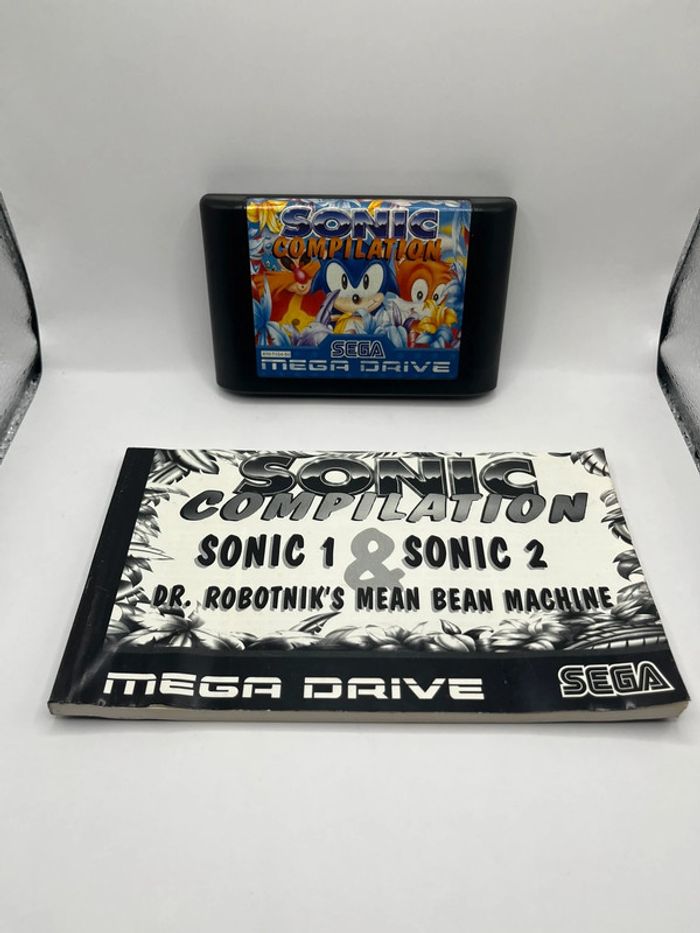 SONIC
COMPILATION
SEGA
MEGA DRIVE
SONIC
COMPILATION
SONIC 1 & SONIC 2
DR. ROBOTNIK'S MEAN BEAN MACHINE
MEGA DRIVE
SEGA